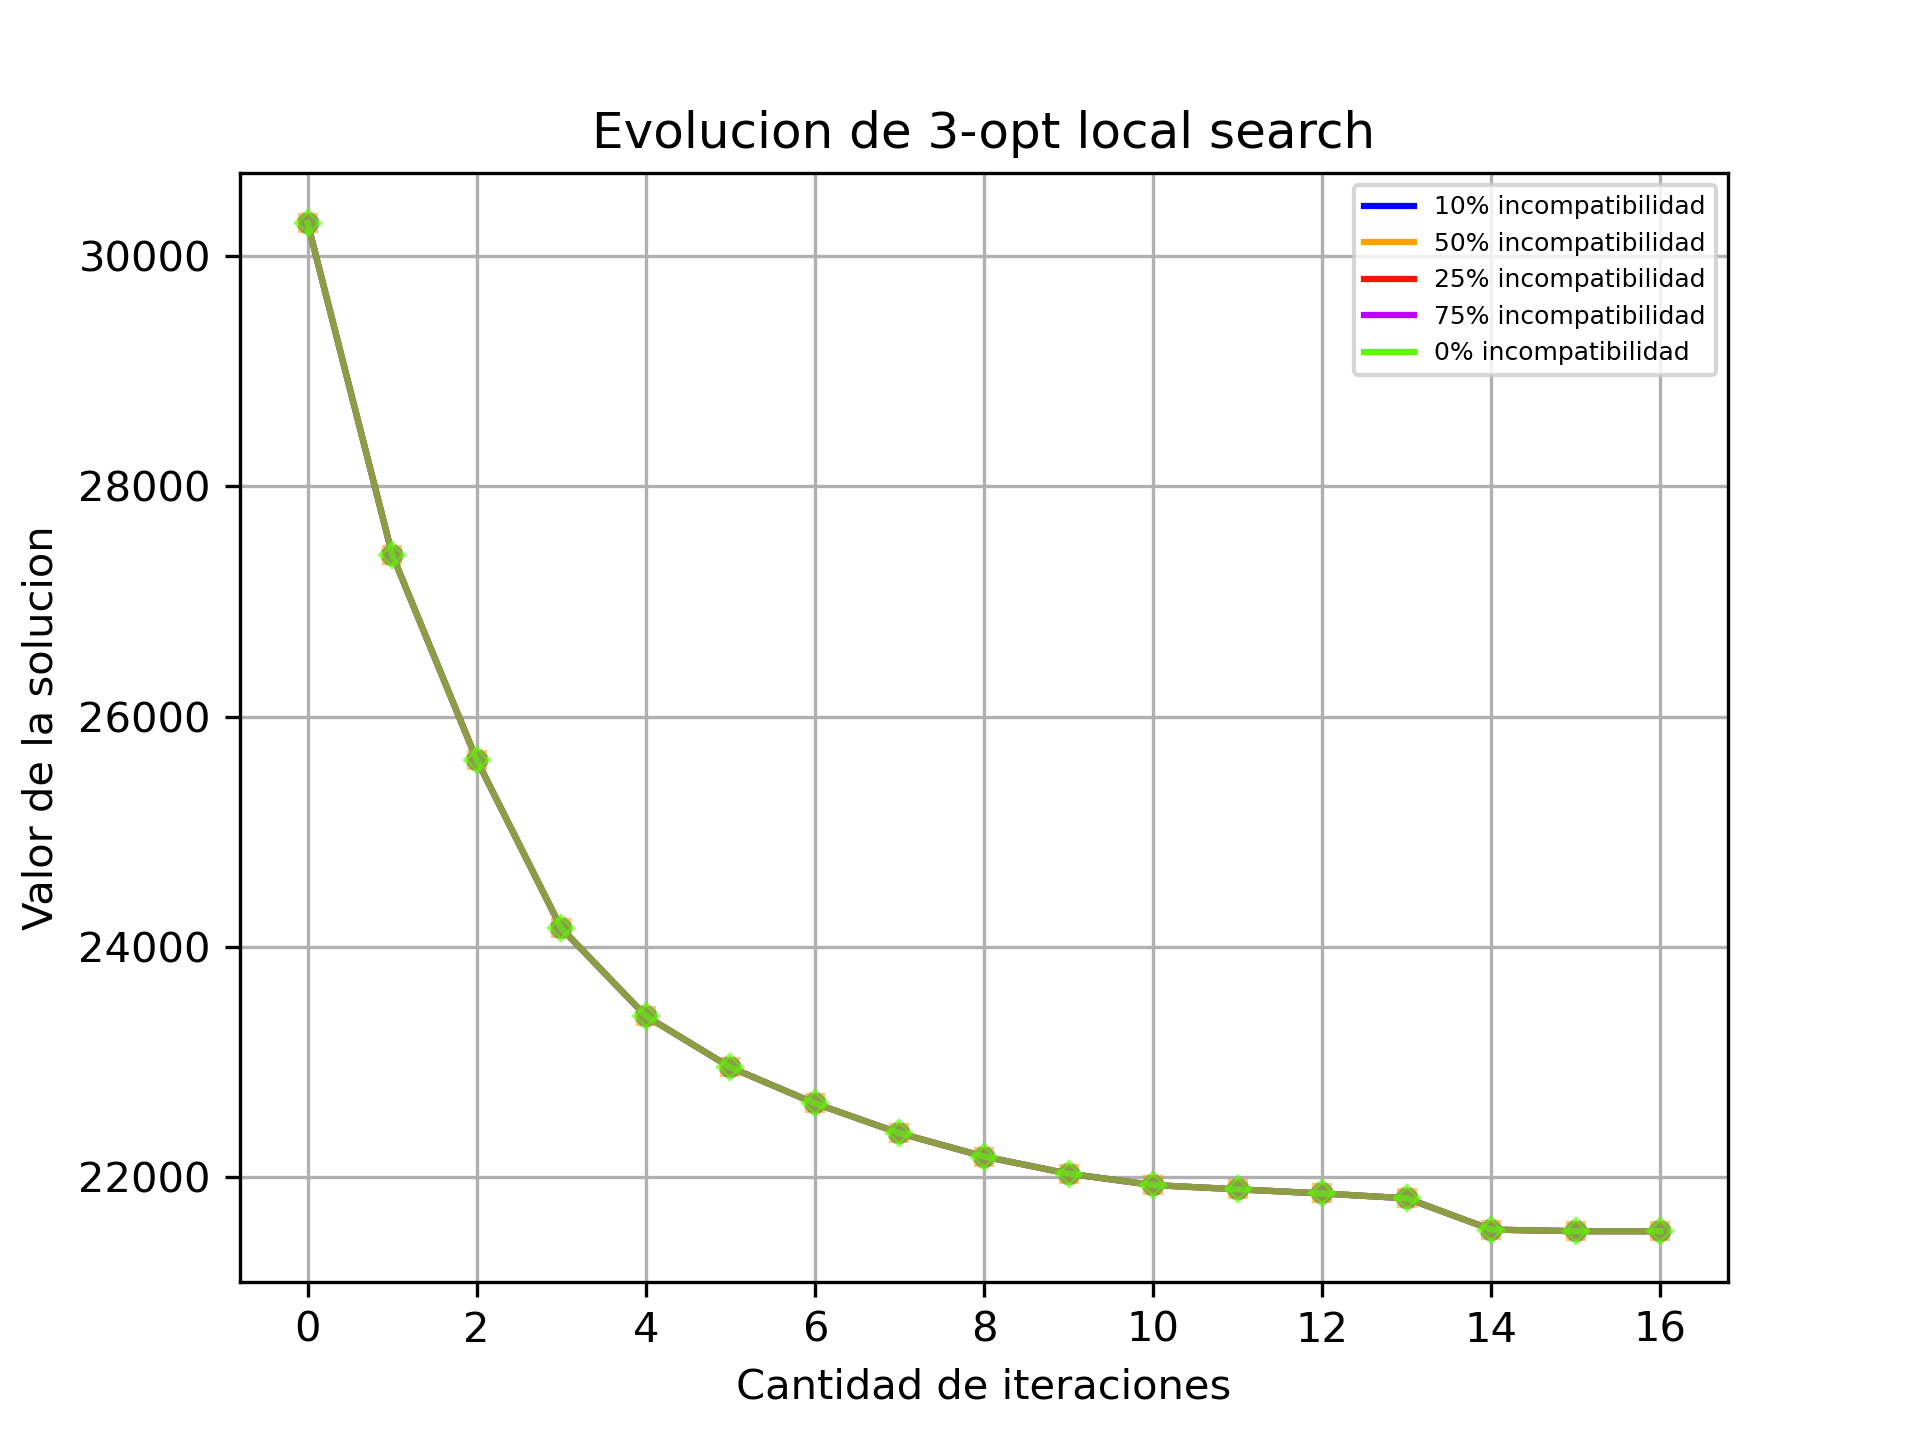 Evolucion de 3-opt local search
10% incompatibilidad
50% incompatibilidad
25% incompatibilidad
75% incompatibilidad
0% incompatibilidad
30000
28000
26000
24000
22000
Valor de la solucion
0 2 4 6 8 10 12 14 16
Cantidad de iteraciones